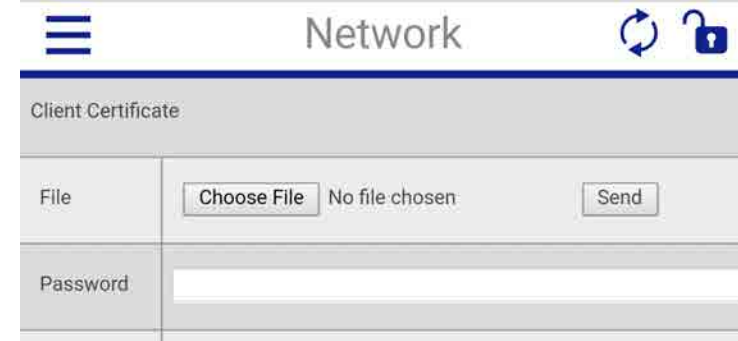 Network
Client Certificate
File Choose File No file chosen Send
Password